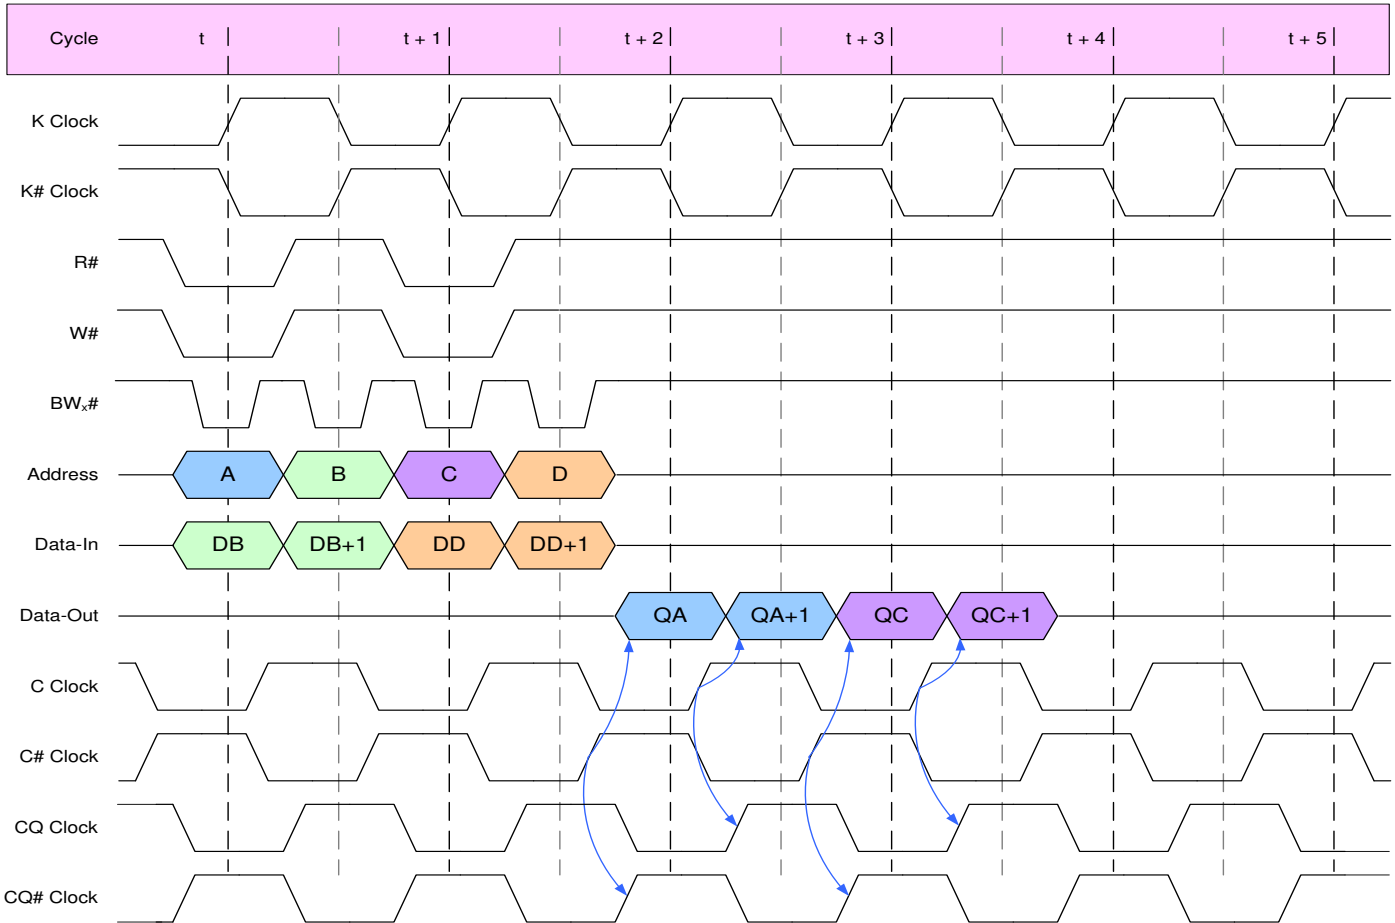 Cycle t t + 1 t + 2 t + 3 t + 4 t + 5
K Clock
K# Clock
R#
W#
BWx#
Address A B C D
Data-In DB DB+1 DD DD+1
Data-Out QA QA+1 QC QC+1
C Clock
C# Clock
CQ Clock
CQ# Clock